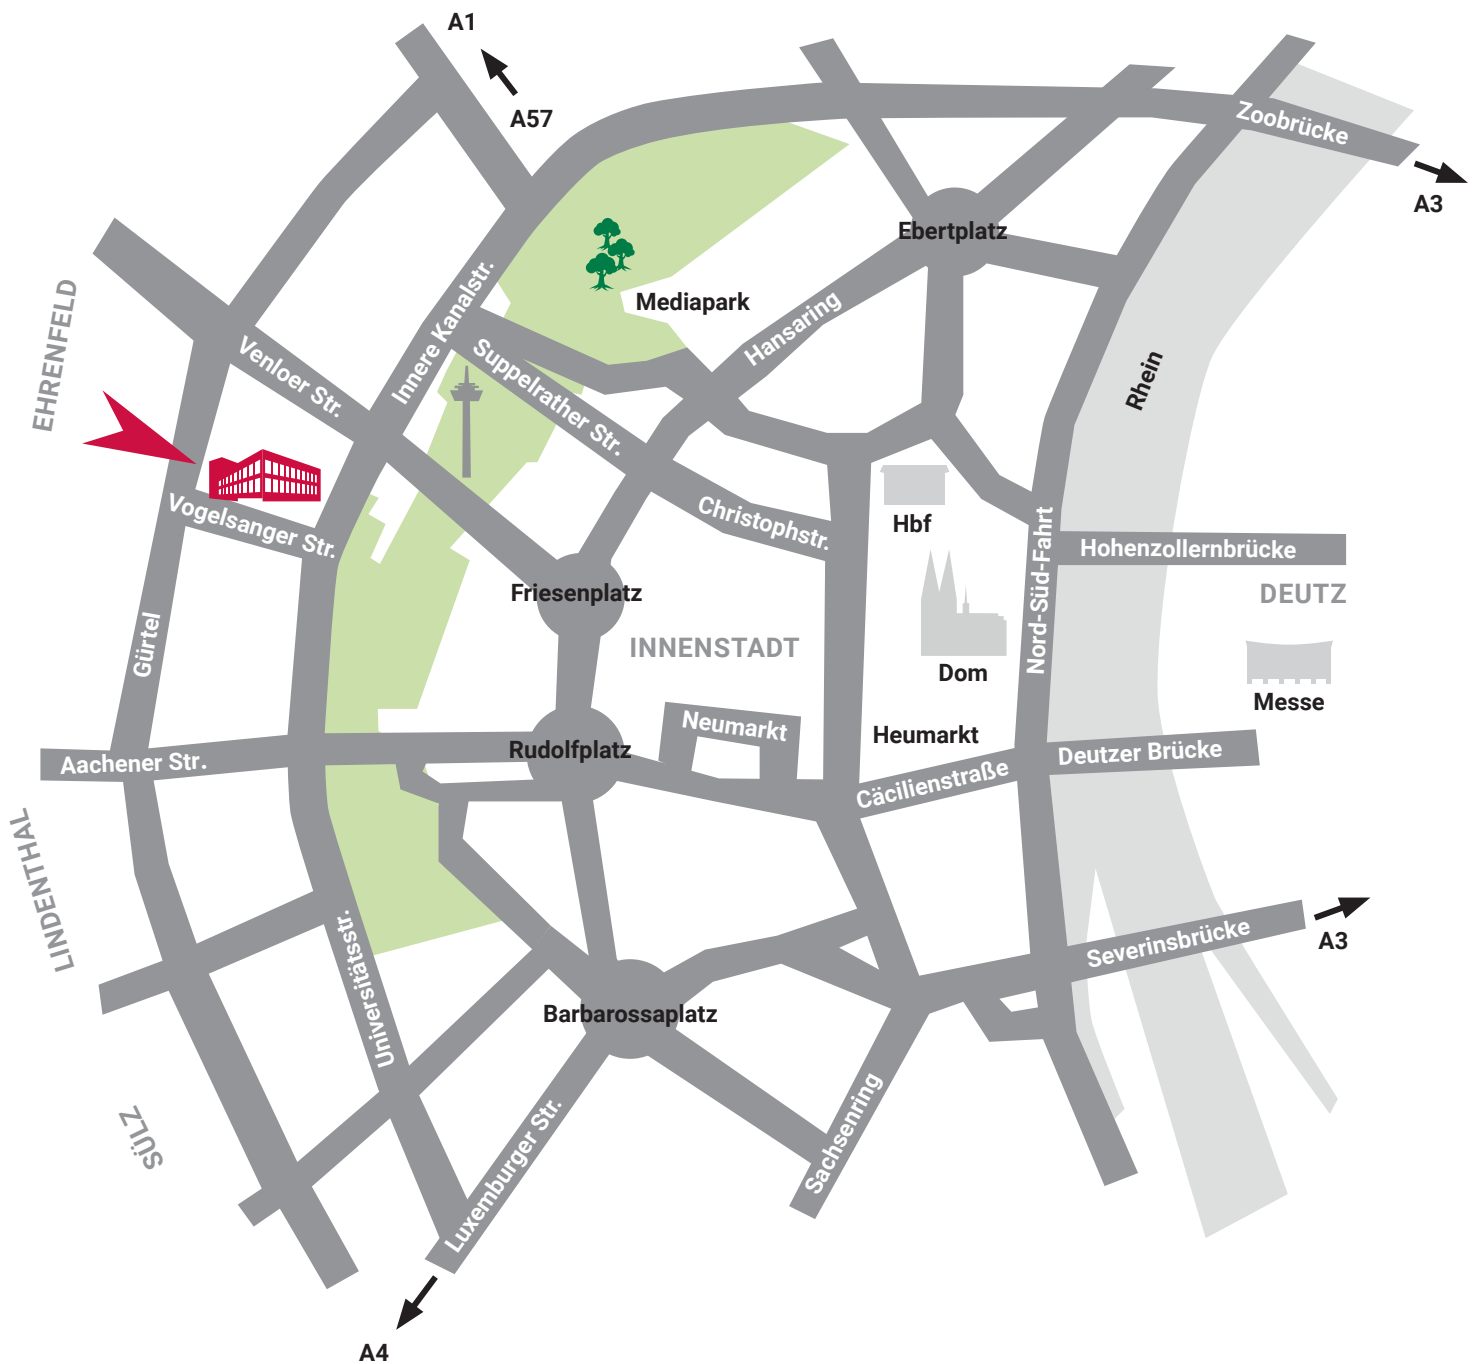 A1
A57
Zoobrücke
A3
Ebertplatz
EHRENFELD
Innere Kanalstr.
Mediapark
Hansaring
Venloer Str.
Suppelrather Str.
Rhein
Vogelsanger Str.
Christophstr.
Hbf
Nord-Süd-Fahrt
Hohenzollernbrücke
Friesenplatz
DEUTZ
Gürtel
INNENSTADT
Dom
Messe
Neumarkt
Heumarkt
Rudolfplatz
Aachener Str.
Deutzer Brücke
Cäcilienstraße
LINDENTHAL
Universitätsstr.
Severinsbrücke
A3
Barbarossaplatz
SÜLZ
Luxemburger Str.
Sachsenring
A4